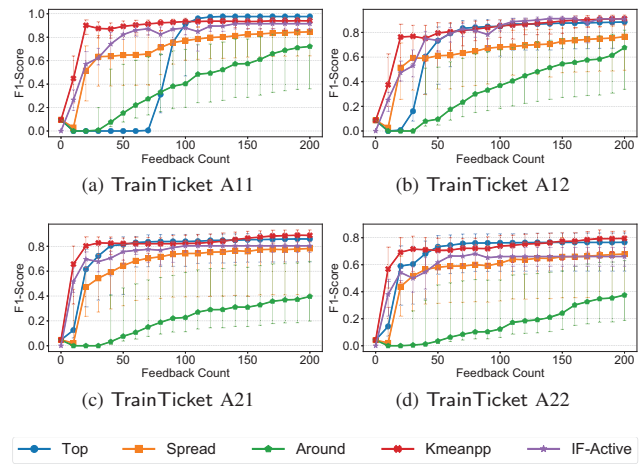 1.0
0.8
0.6
0.4
0.2
0.0
F1-Score
0 50 100 150 200
Feedback Count
(a) TrainTicket A11
1.0
0.8
0.6
0.4
0.2
0.0
F1-Score
0 50 100 150 200
Feedback Count
(b) TrainTicket A12
0.8
0.6
0.4
0.2
0.0
F1-Score
0 50 100 150 200
Feedback Count
(c) TrainTicket A21
0.8
0.6
0.4
0.2
0.0
F1-Score
0 50 100 150 200
Feedback Count
(d) TrainTicket A22
Top Spread Around Kmeanpp IF-Active